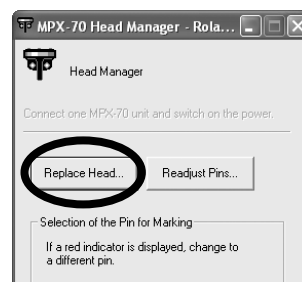 MPX-70 Head Manager - Rola...
Head Manager
Connect one MPX-70 unit and switch on the power.
Replace Head... Readjust Pins...
Selection of the Pin for Marking
If a red indicator is displayed, change to
a different pin.